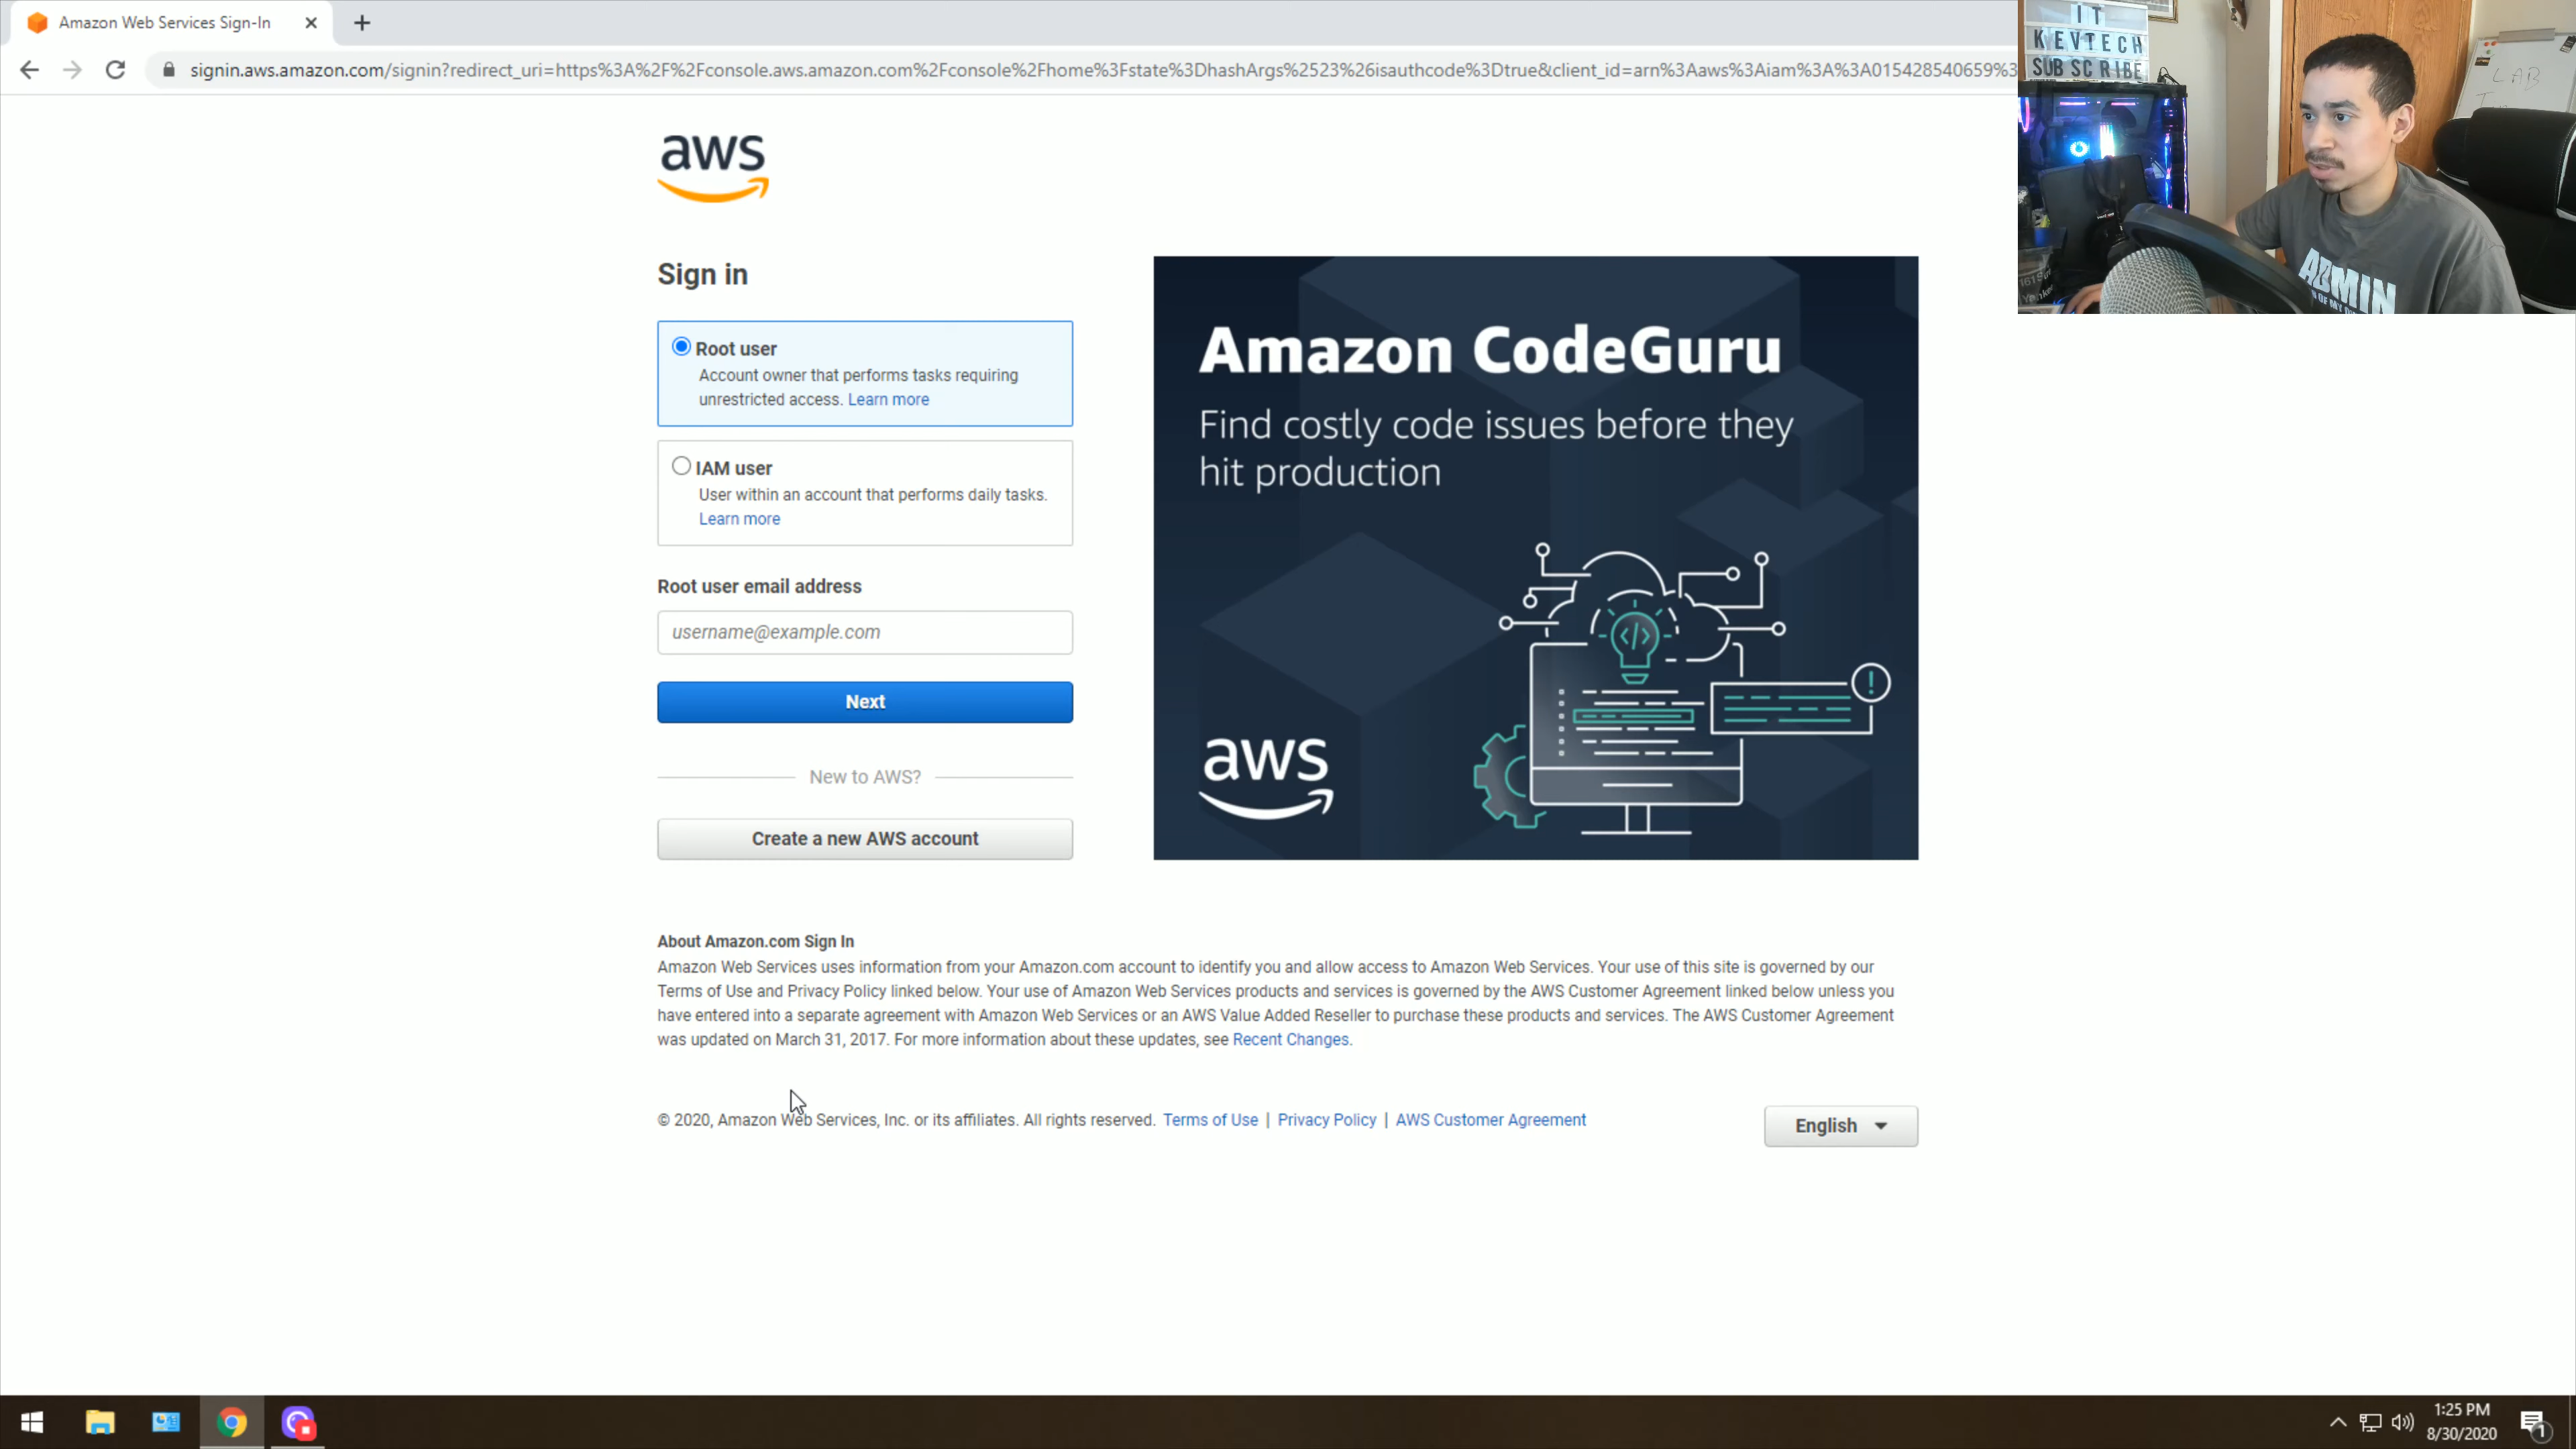 Amazon Web Services Sign-In
signin.aws.amazon.com/signin?redirect_uri=https%3A%2F%2Fconsole.aws.amazon.com%2Fconsole%2Fhome%3Fstate%3DhashArgs%2523%26isauthcode%3Dtrue&client_id=arn%3Aaws%3Aiam%3A%3A015428540659%3
IT
KEVTECH
SUBSCRIBE
LAB
ADMIN
aws
Sign in
Root user
Account owner that performs tasks requiring
unrestricted access. Learn more
IAM user
User within an account that performs daily tasks.
Learn more
Root user email address
username@example.com
Next
New to AWS?
Create a new AWS account
Amazon CodeGuru
Find costly code issues before they
hit production
aws
About Amazon.com Sign In
Amazon Web Services uses information from your Amazon.com account to identify you and allow access to Amazon Web Services. Your use of this site is governed by our
Terms of Use and Privacy Policy linked below. Your use of Amazon Web Services products and services is governed by the AWS Customer Agreement linked below unless you
have entered into a separate agreement with Amazon Web Services or an AWS Value Added Reseller to purchase these products and services. The AWS Customer Agreement
was updated on March 31, 2017. For more information about these updates, see Recent Changes.
© 2020, Amazon Web Services, Inc. or its affiliates. All rights reserved. Terms of Use | Privacy Policy | AWS Customer Agreement
English
1:25 PM
8/30/2020
1